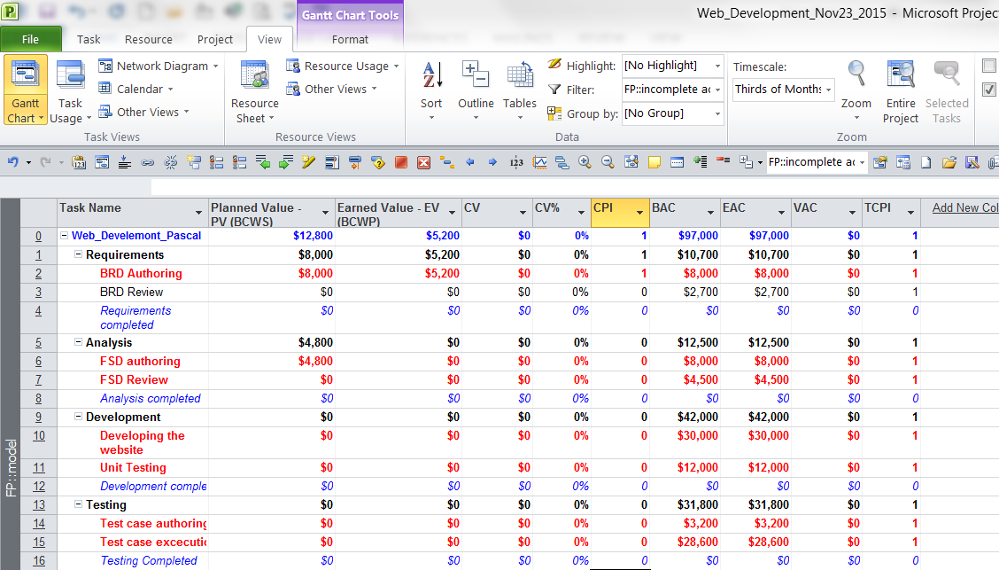 Gantt Chart Tools
Web_Development_Nov23_2015 - Microsoft Projec
File Task Resource Project View Format
Gantt Chart
Task Usage
Network Diagram
Calendar
Other Views
Task Views
Resource Sheet
Resource Usage
Other Views
Resource Views
Sort
Outline
Tables
Highlight: [No Highlight]
Filter: FP::incomplete ac
Group by: [No Group]
Data
Timescale:
Thirds of Months
Zoom
Entire Project
Selected Tasks
Zoom
FP::incomplete ac
Task Name Planned Value - PV (BCWS) Earned Value - EV (BCWP) CV CV% CPI BAC EAC VAC TCPI Add New Col
0 Web_Develemont_Pascal $12,800 $5,200 $0 0% 1 $97,000 $97,000 $0 1
1 Requirements $8,000 $5,200 $0 0% 1 $10,700 $10,700 $0 1
2 BRD Authoring $8,000 $5,200 $0 0% 1 $8,000 $8,000 $0 1
3 BRD Review $0 $0 $0 0% 0 $2,700 $2,700 $0 1
4 Requirements completed $0 $0 $0 0% 0 $0 $0 $0 0
5 Analysis $4,800 $0 $0 0% 0 $12,500 $12,500 $0 1
6 FSD authoring $4,800 $0 $0 0% 0 $8,000 $8,000 $0 1
7 FSD Review $0 $0 $0 0% 0 $4,500 $4,500 $0 1
8 Analysis completed $0 $0 $0 0% 0 $0 $0 $0 0
9 Development $0 $0 $0 0% 0 $42,000 $42,000 $0 1
10 Developing the website $0 $0 $0 0% 0 $30,000 $30,000 $0 1
11 Unit Testing $0 $0 $0 0% 0 $12,000 $12,000 $0 1
12 Development comple $0 $0 $0 0% 0 $0 $0 $0 0
13 Testing $0 $0 $0 0% 0 $31,800 $31,800 $0 1
14 Test case authoring $0 $0 $0 0% 0 $3,200 $3,200 $0 1
15 Test case excecutio $0 $0 $0 0% 0 $28,600 $28,600 $0 1
16 Testing Completed $0 $0 $0 0% 0 $0 $0 $0 0
FP::model